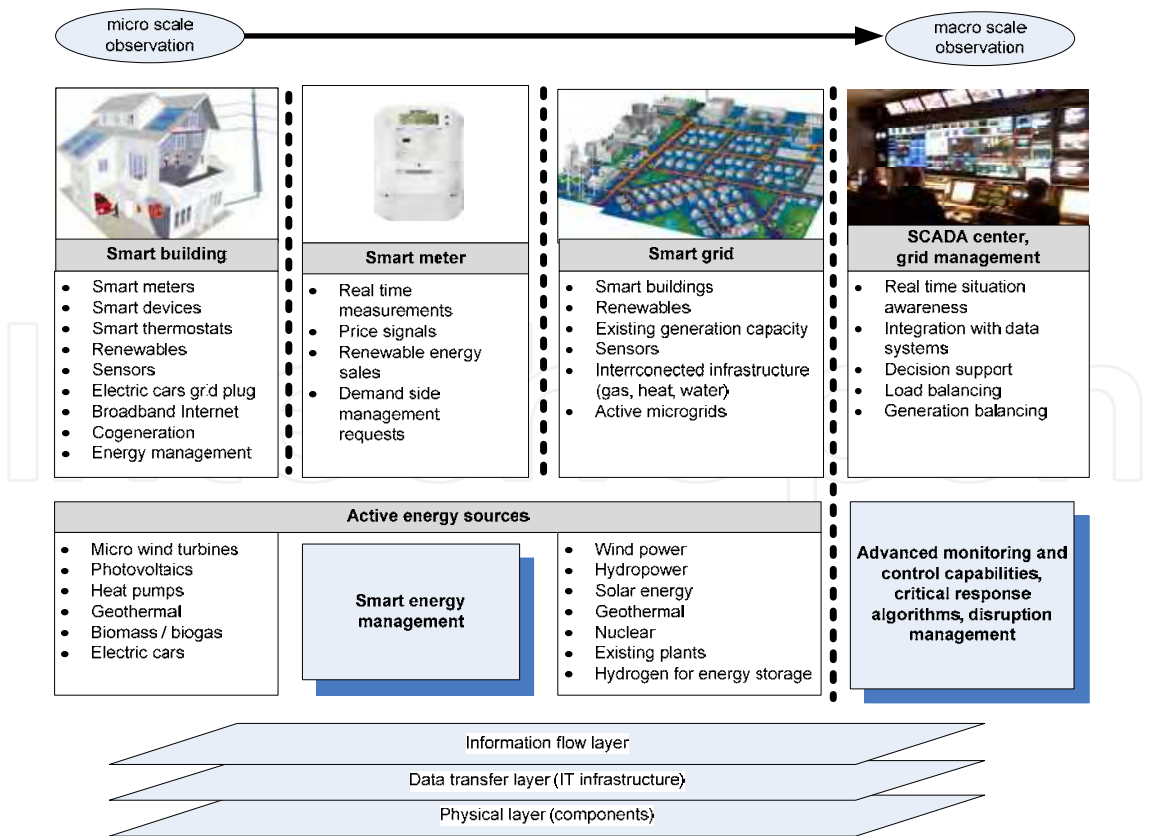 micro scale
observation
macro scale
observation
Smart building
• Smart meters
• Smart devices
• Smart thermostats
• Renewables
• Sensors
• Electric cars grid plug
• Broadband Internet
• Cogeneration
• Energy management
Smart meter
• Real time
measurements
• Price signals
• Renewable energy
sales
• Demand side
management
requests
Smart grid
• Smart buildings
• Renewables
• Existing generation capacity
• Sensors
• Interrconected infrastructure
(gas, heat, water)
• Active microgrids
SCADA center,
grid management
• Real time situation
awareness
• Integration with data
systems
• Decision support
• Load balancing
• Generation balancing
Active energy sources
• Micro wind turbines
• Photovoltaics
• Heat pumps
• Geothermal
• Biomass / biogas
• Electric cars
Smart energy
management
• Wind power
• Hydropower
• Solar energy
• Geothermal
• Nuclear
• Existing plants
• Hydrogen for energy storage
Advanced monitoring and
control capabilities,
critical response
algorithms, disruption
management
Information flow layer
Data transfer layer (IT infrastructure)
Physical layer (components)